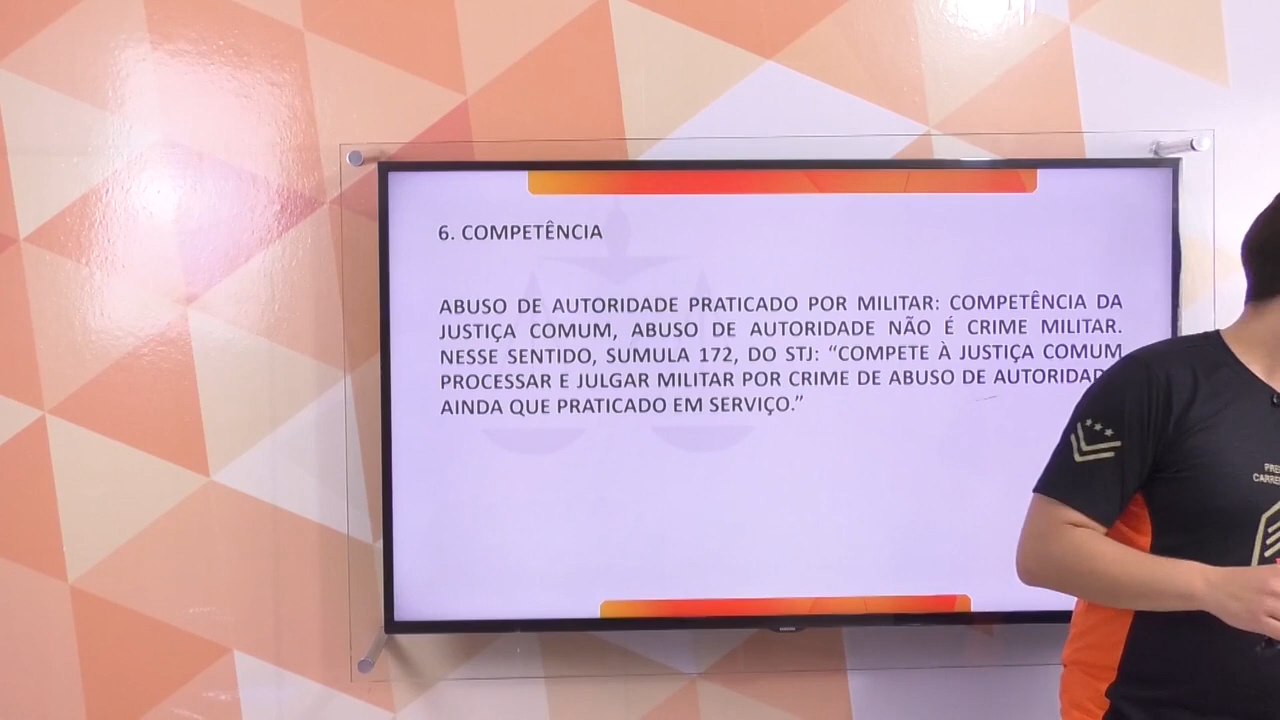 6. COMPETÊNCIA
ABUSO DE AUTORIDADE PRATICADO POR MILITAR: COMPETÊNCIA DA
JUSTIÇA COMUM, ABUSO DE AUTORIDADE NÃO É CRIME MILITAR.
NESSE SENTIDO, SUMULA 172, DO STJ: “COMPETE À JUSTIÇA COMUM
PROCESSAR E JULGAR MILITAR POR CRIME DE ABUSO DE
AINDA QUE PRATICADO EM SERVIÇO.”